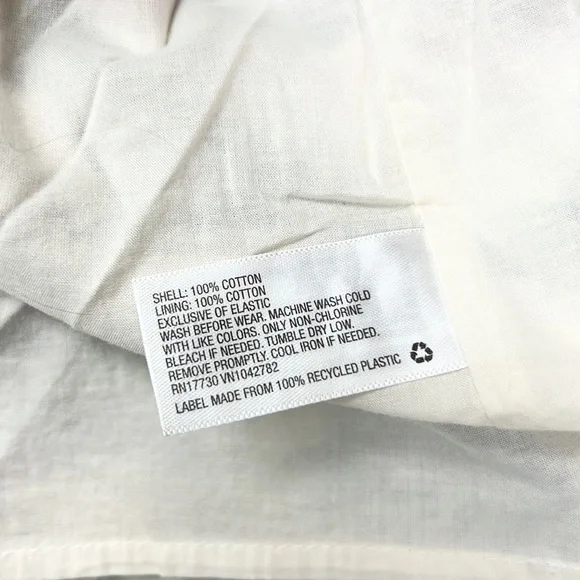 SHELL: 100% COTTON
LINING: 100% COTTON
EXCLUSIVE OF ELASTIC
WASH BEFORE WEAR. MACHINE WASH COLD
WITH LIKE COLORS. ONLY NON-CHLORINE
BLEACH IF NEEDED. TUMBLE DRY LOW.
REMOVE PROMPTLY. COOL IRON IF NEEDED.
RN17730 VN1042782
LABEL MADE FROM 100% RECYCLED PLASTIC